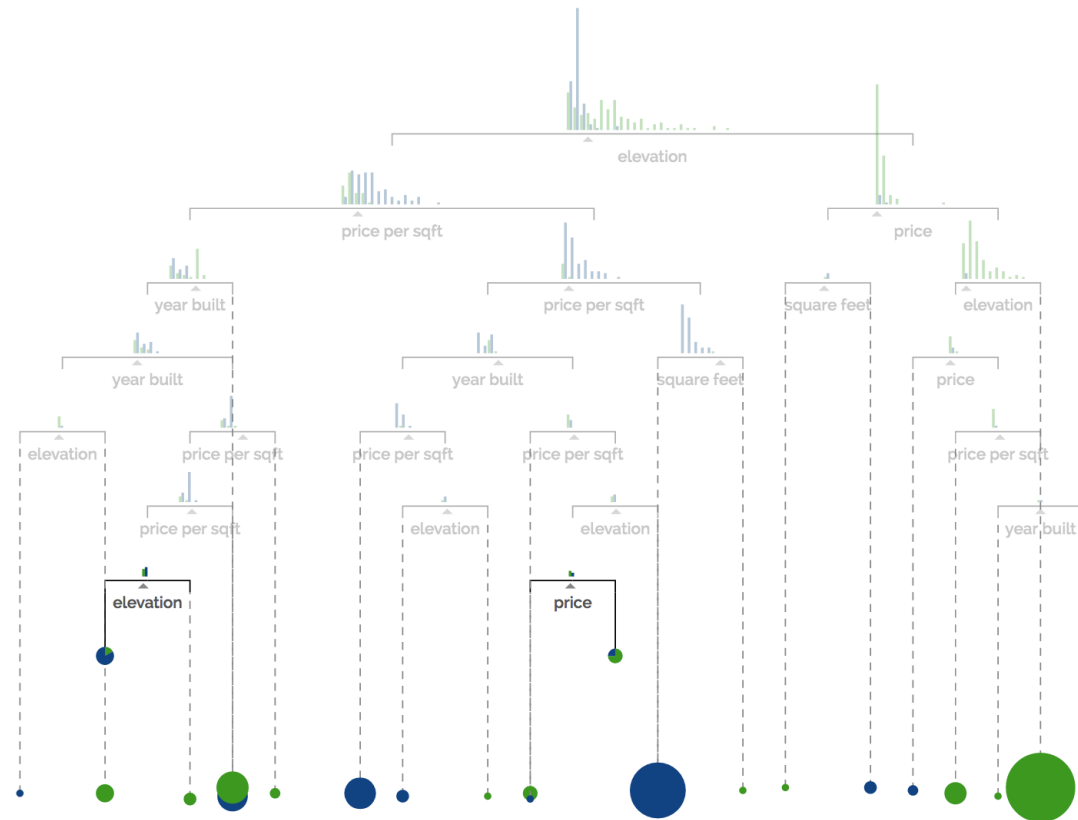 elevation
price per sqft
price
year built
price per sqft
square feet
elevation
year built
year built
square feet
price
elevation
price per sqft
price per sqft
price per sqft
price per sqft
price per sqft
elevation
elevation
year built
elevation
price